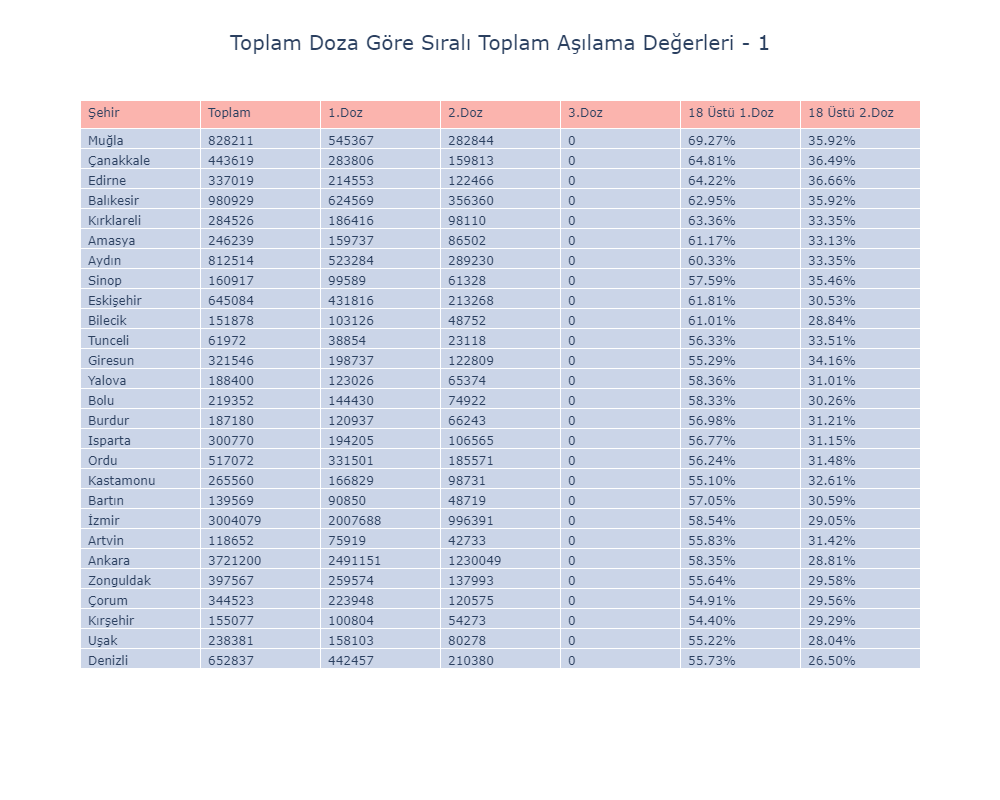 Toplam Doza Göre Sıralı Toplam Aşılama Değerleri - 1
Şehir Toplam 1.Doz 2.Doz 3.Doz 18 Üstü 1.Doz 18 Üstü 2.Doz
Muğla 828211 545367 282844 0 69.27% 35.92%
Çanakkale 443619 283806 159813 0 64.81% 36.49%
Edirne 337019 214553 122466 0 64.22% 36.66%
Balıkesir 980929 624569 356360 0 62.95% 35.92%
Kırklareli 284526 186416 98110 0 63.36% 33.35%
Amasya 246239 159737 86502 0 61.17% 33.13%
Aydın 812514 523284 289230 0 60.33% 33.35%
Sinop 160917 99589 61328 0 57.59% 35.46%
Eskişehir 645084 431816 213268 0 61.81% 30.53%
Bilecik 151878 103126 48752 0 61.01% 28.84%
Tunceli 61972 38854 23118 0 56.33% 33.51%
Giresun 321546 198737 122809 0 55.29% 34.16%
Yalova 188400 123026 65374 0 58.36% 31.01%
Bolu 219352 144430 74922 0 58.33% 30.26%
Burdur 187180 120937 66243 0 56.98% 31.21%
Isparta 300770 194205 106565 0 56.77% 31.15%
Ordu 517072 331501 185571 0 56.24% 31.48%
Kastamonu 265560 166829 98731 0 55.10% 32.61%
Bartın 139569 90850 48719 0 57.05% 30.59%
İzmir 3004079 2007688 996391 0 58.54% 29.05%
Artvin 118652 75919 42733 0 55.83% 31.42%
Ankara 3721200 2491151 1230049 0 58.35% 28.81%
Zonguldak 397567 259574 137993 0 55.64% 29.58%
Çorum 344523 223948 120575 0 54.91% 29.56%
Kırşehir 155077 100804 54273 0 54.40% 29.29%
Uşak 238381 158103 80278 0 55.22% 28.04%
Denizli 652837 442457 210380 0 55.73% 26.50%